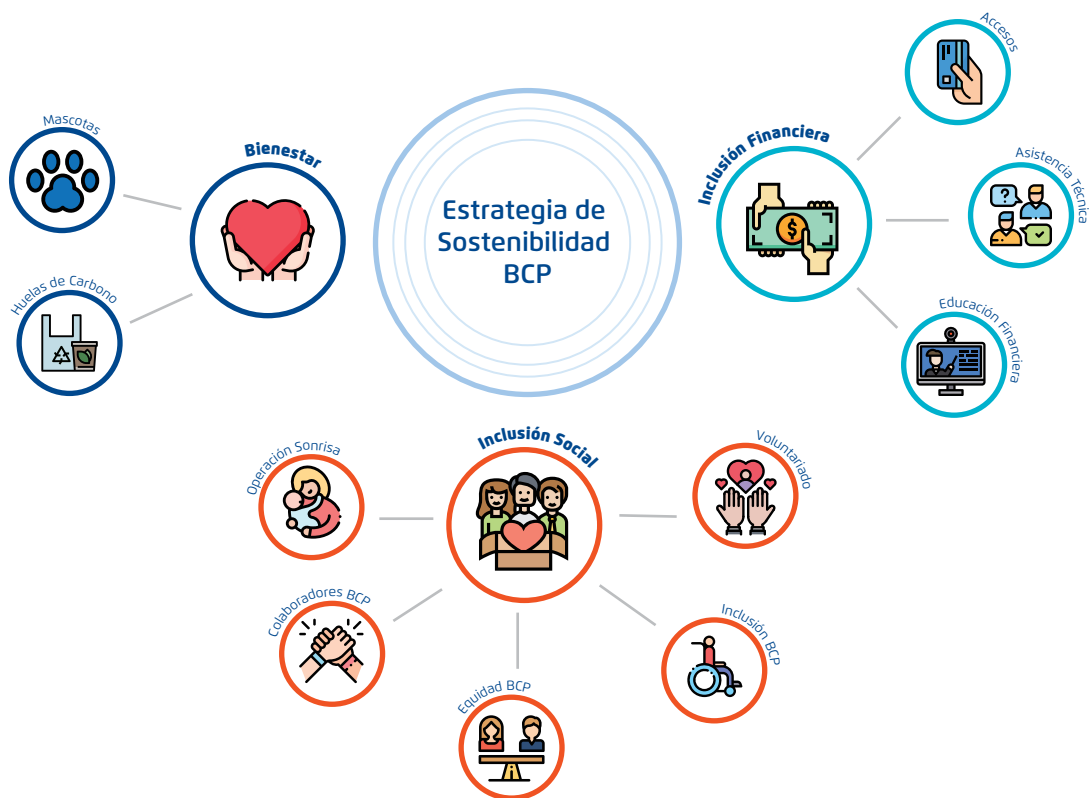 Estrategia de
Sostenibilidad
BCP
Bienestar
Mascotas
Huelas de Carbono
Inclusión Financiera
Accesos
Asistencia Técnica
Educación Financiera
Inclusión Social
Operación Sonrisa
Colaboradores BCP
Equidad BCP
Inclusión BCP
Voluntariado